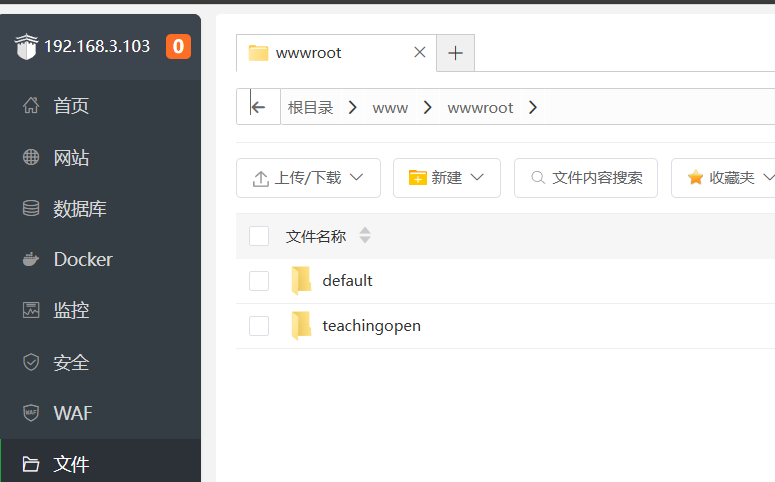 192.168.3.103 0
首页
网站
数据库
Docker
监控
安全
WAF
文件
wwwroot
根目录 www wwwroot
上传/下载 新建 文件内容搜索 收藏夹
文件名称
default
teachingopen